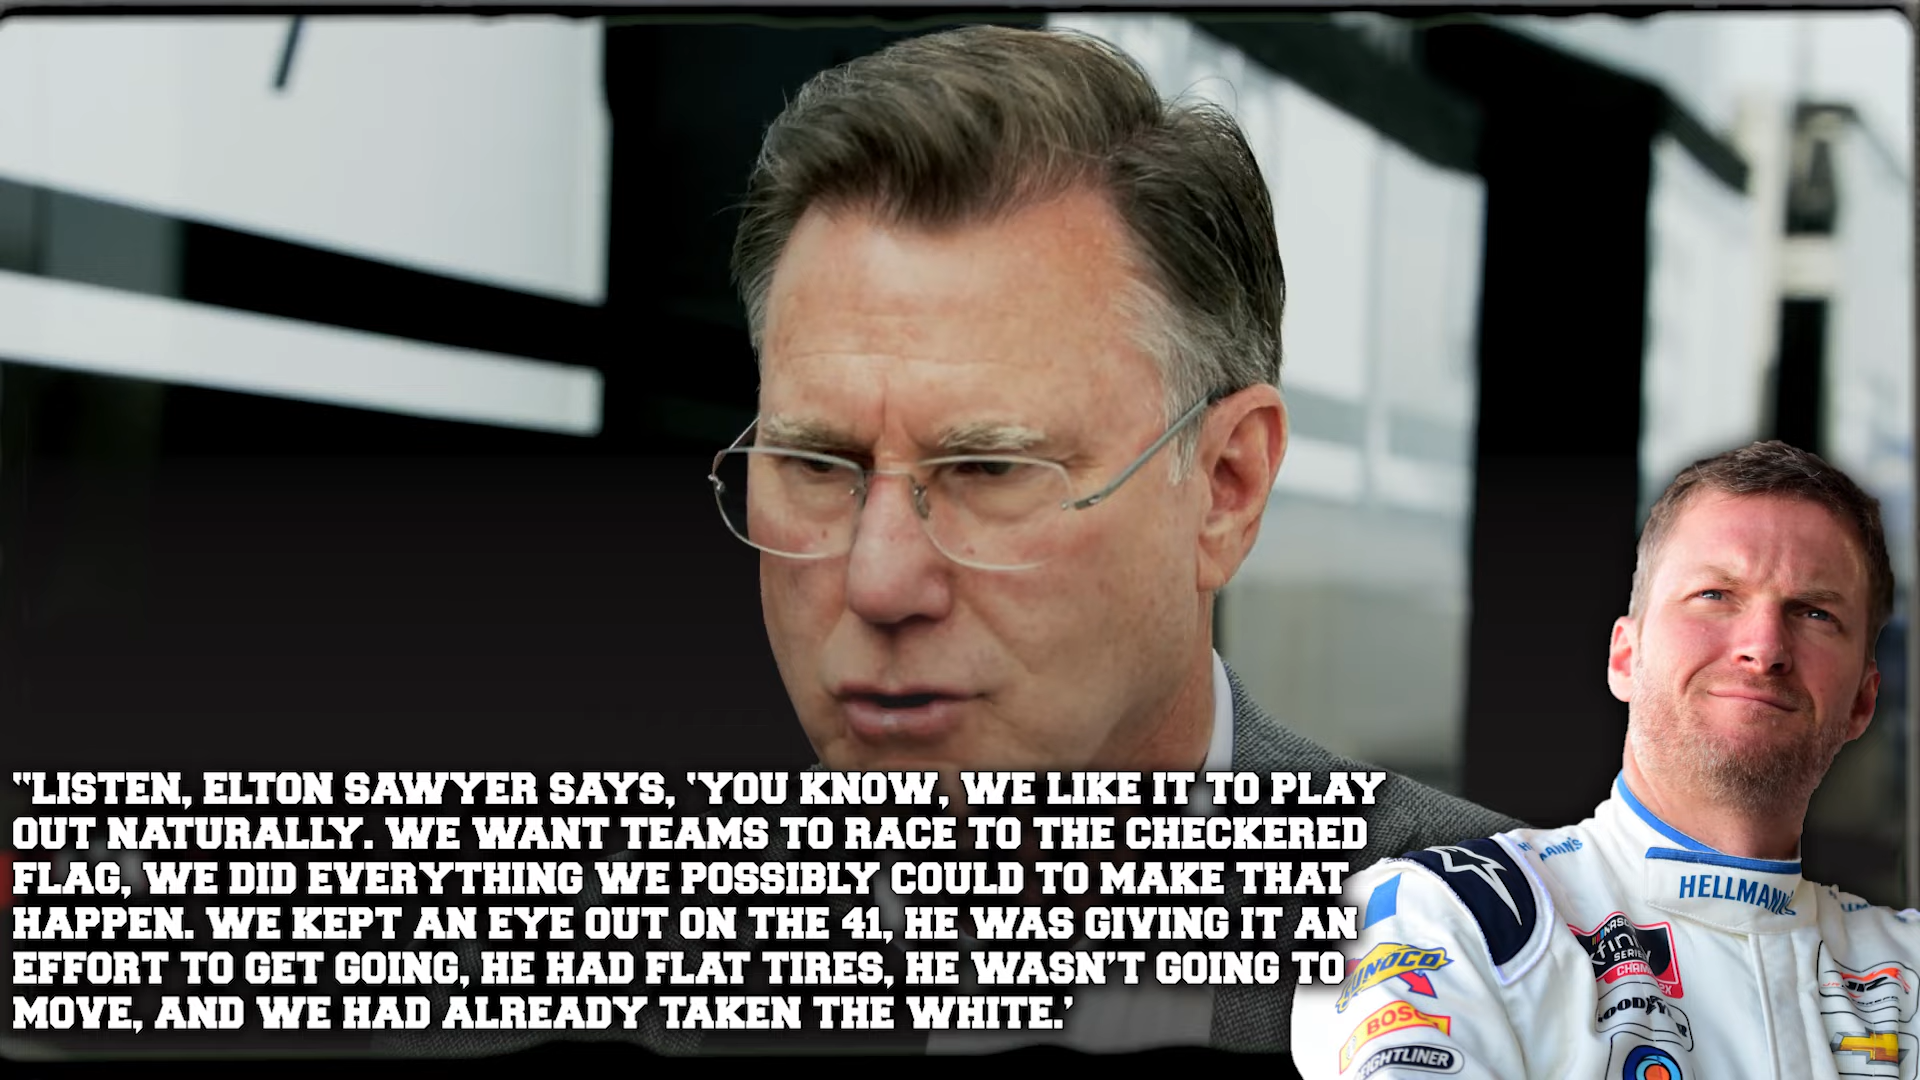 "LISTEN, ELTON SAWYER SAYS, 'YOU KNOW, WE LIKE IT TO PLAY
OUT NATURALLY. WE WANT TEAMS TO RACE TO THE CHECKERED
FLAG, WE DID EVERYTHING WE POSSIBLY COULD TO MAKE THAT
HAPPEN. WE KEPT AN EYE OUT ON THE 41, HE WAS GIVING IT AN
EFFORT TO GET GOING, HE HAD FLAT TIRES, HE WASN'T GOING TO
MOVE, AND WE HAD ALREADY TAKEN THE WHITE.'
HELLMANN'S
SUNOCO
BOSCH
FREIGHTLINER
SERIES
GOODYEAR